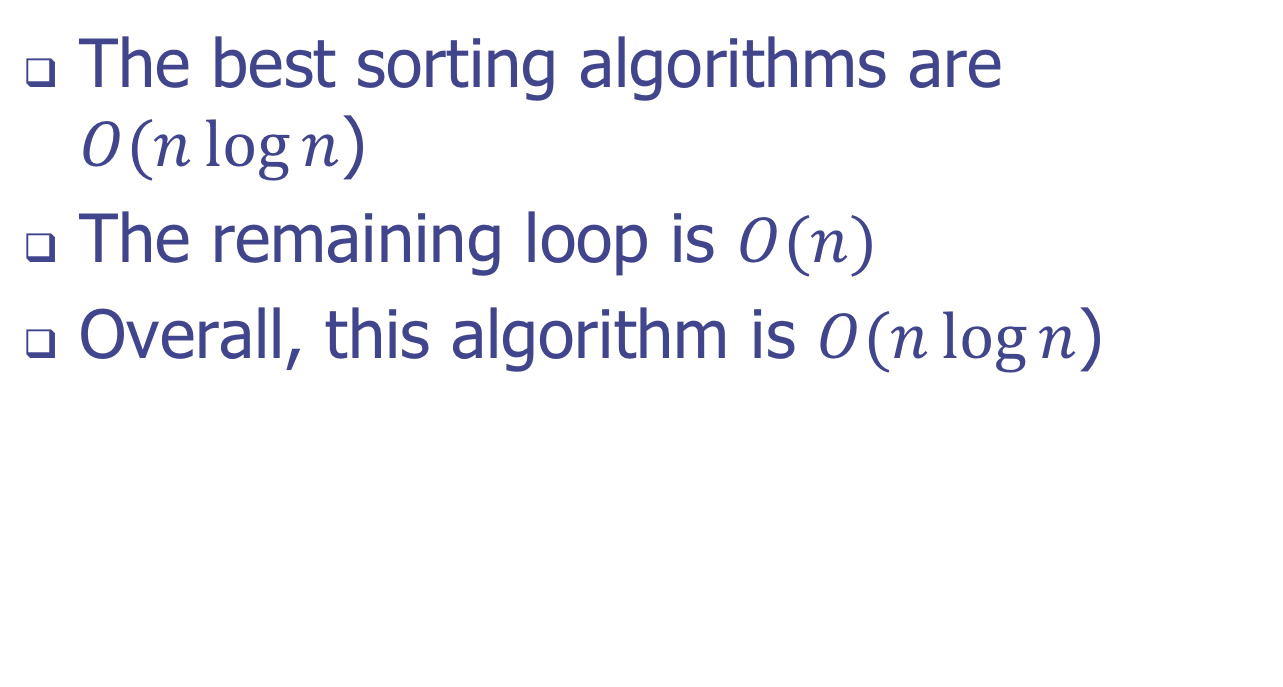 ❑ The best sorting algorithms are
O(n log n)
❑ The remaining loop is O(n)
❑ Overall, this algorithm is O(n log n)